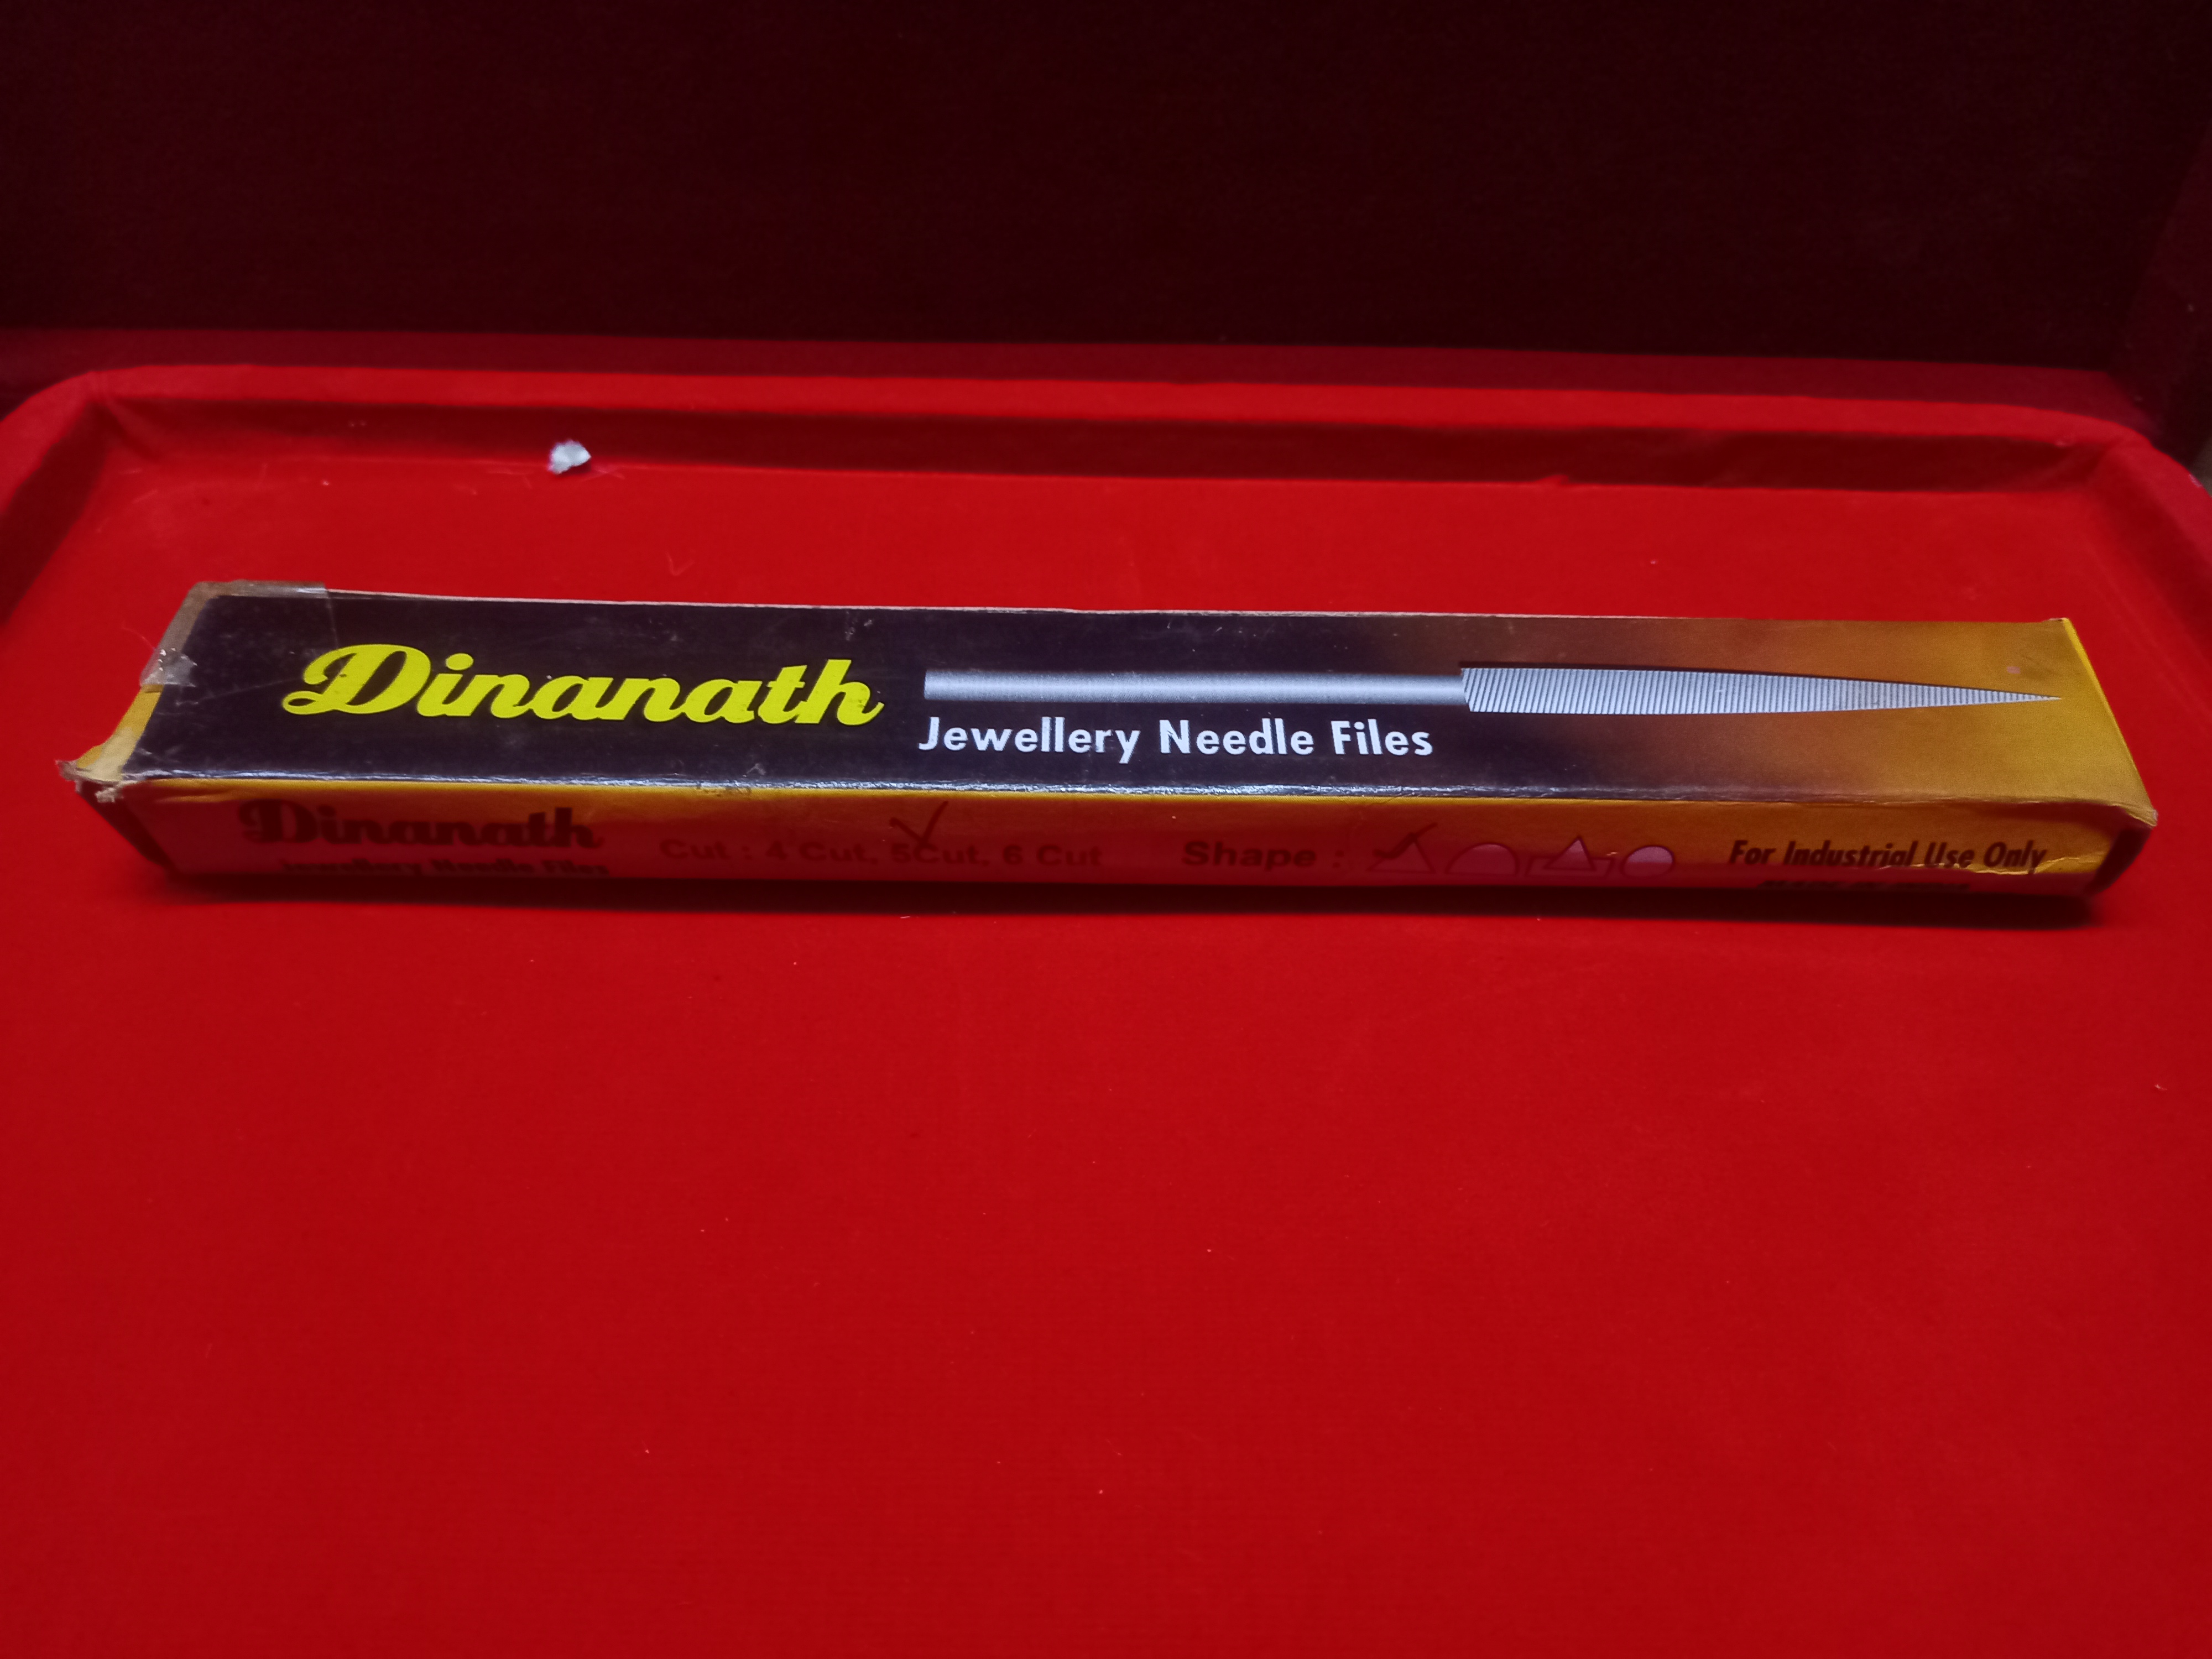 Dinanath
Jewellery Needle Files
Dinanath
Jewellery Needle Files
Cut : 4 Cut, 5Cut, 6 Cut
Shape :
For Industrial Use Only